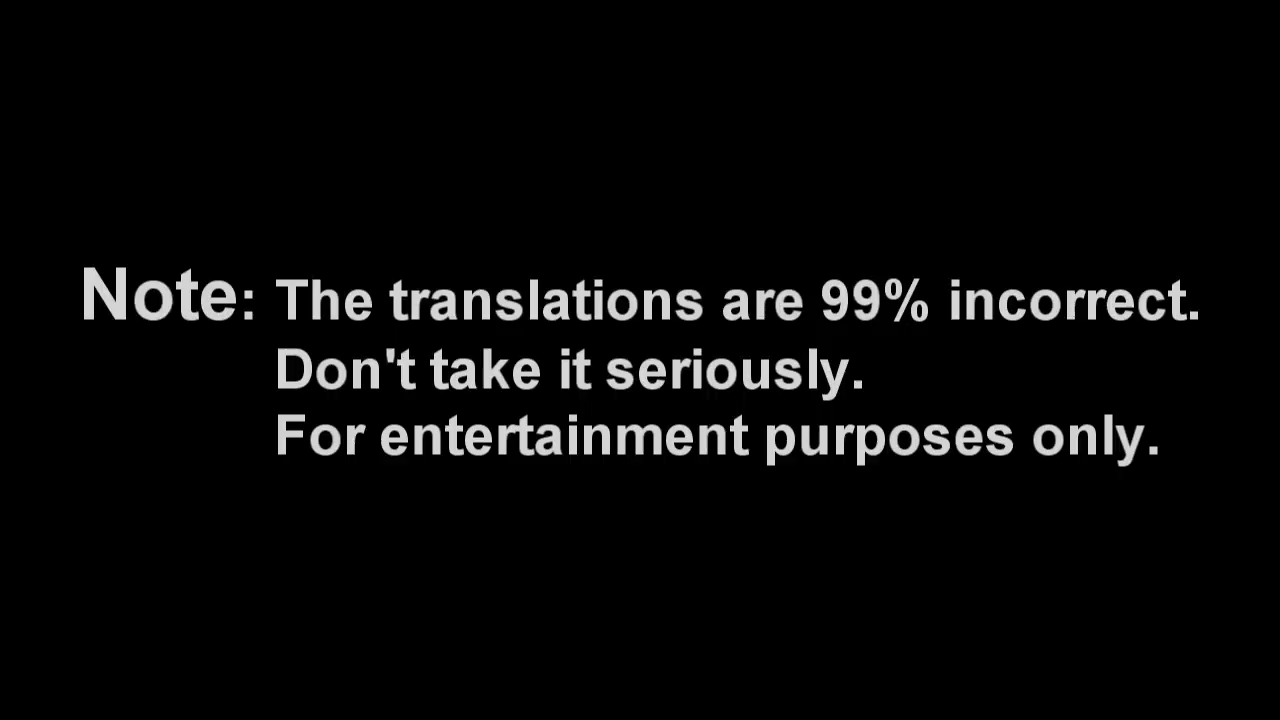 Note: The translations are 99% incorrect.
Don't take it seriously.
For entertainment purposes only.